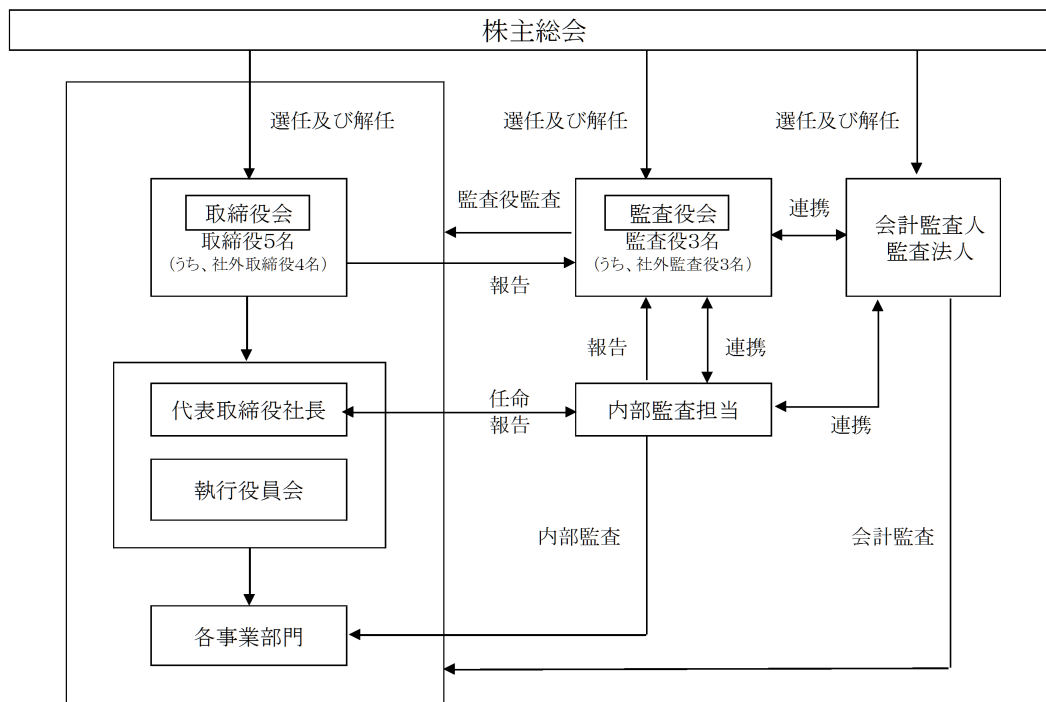 株主総会
選任及び解任
選任及び解任
選任及び解任
取締役会
取締役5名
(うち、社外取締役4名)
監査役監査
報告
監査役会
監査役3名
(うち、社外監査役3名)
連携
会計監査人
監査法人
報告
連携
代表取締役社長
任命
報告
内部監査担当
連携
執行役員会
内部監査
会計監査
各事業部門